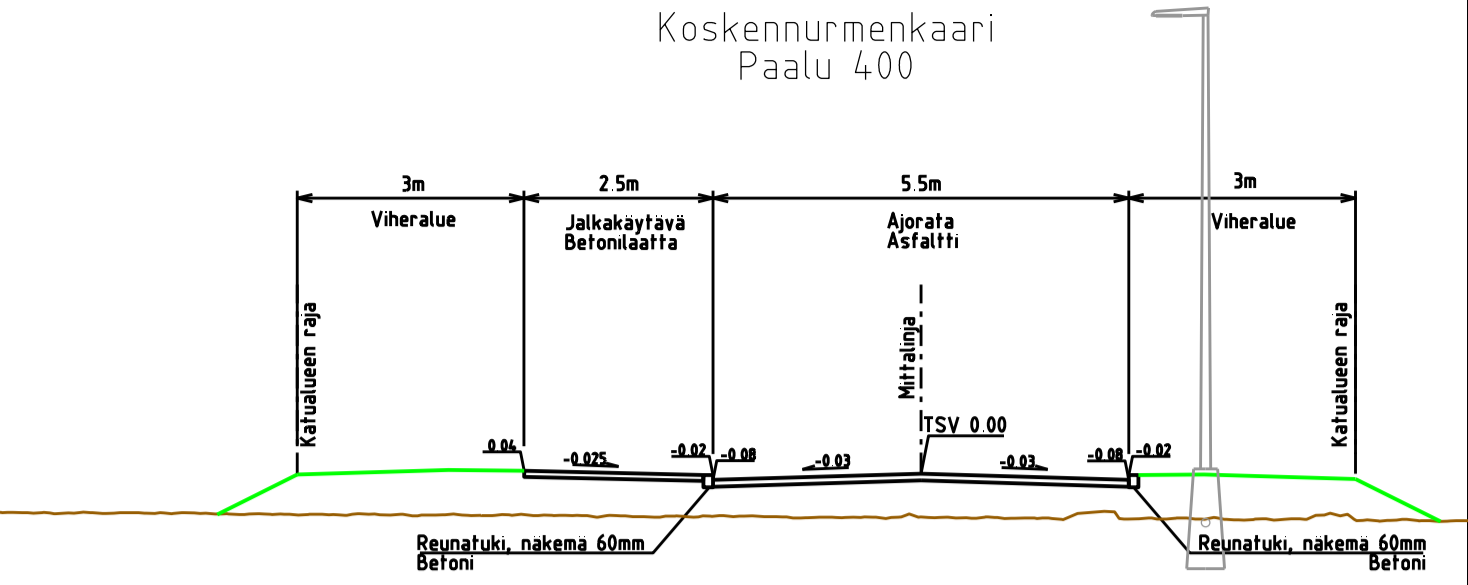 Koskennurmenkaari
Paalu 400
3m
2.5m
5.5m
3m
Viheralue
Jalkakäytävä
Betonilaatta
Ajorata
Asfaltti
Viheralue
Katualueen raja
Mittalinja
Katualueen raja
TSV 0.00
0.04
-0.025
-0.02
-0.08
-0.03
-0.03
-0.08
-0.02
Reunatuki, näkemä 60mm
Betoni
Reunatuki, näkemä 60mm
Betoni